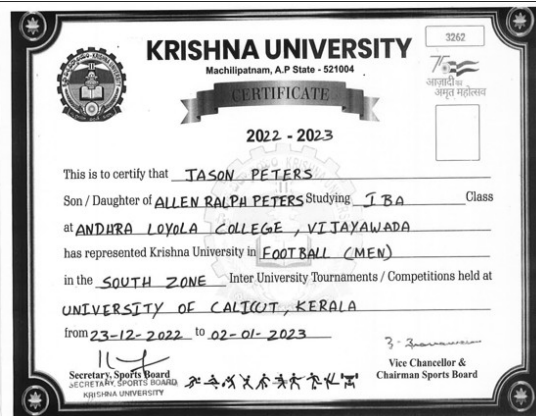 3262
KRISHNA UNIVERSITY
Machilipatnam, A.P State - 521004
75
आज़ादी का
अमृत महोत्सव
CERTIFICATE
2022 - 2023
This is to certify that JASON PETERS
Son / Daughter of ALLEN RALPH PETERS Studying I BA Class
at ANDHRA LOYOLA COLLEGE, VIJAYAWADA
has represented Krishna University in FOOTBALL (MEN)
in the SOUTH ZONE Inter University Tournaments / Competitions held at
UNIVERSITY OF CALICUT, KERALA
from 23-12-2022 to 02-01-2023
Secretary, Sports Board
SECRETARY, SPORTS BOARD
KRISHNA UNIVERSITY
Vice Chancellor &
Chairman Sports Board